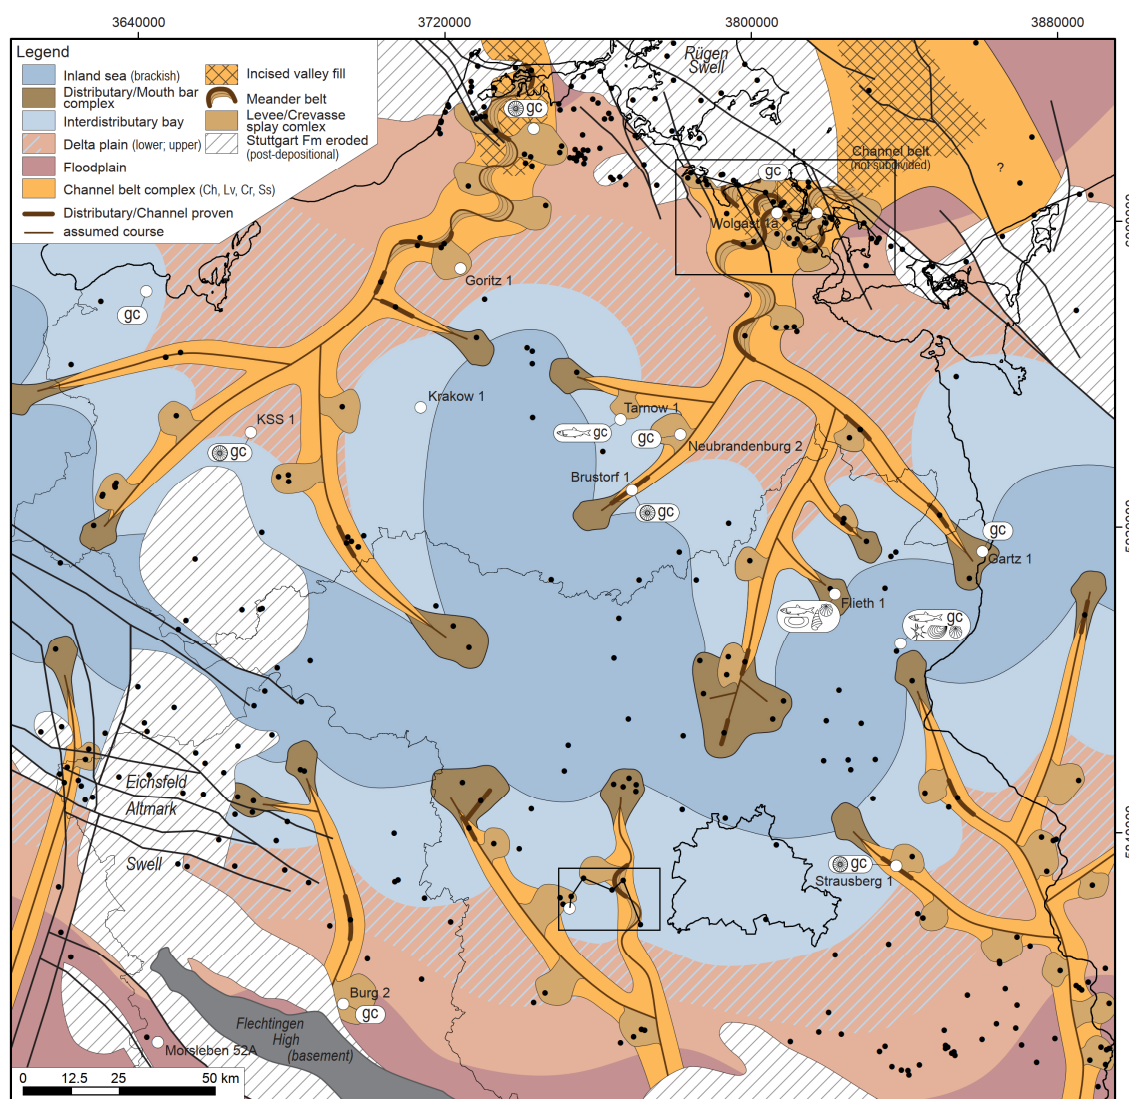 3640000
3720000
3800000
3880000
Legend
Inland sea (brackish)
Distributary/Mouth bar
complex
Interdistributary bay
Delta plain (lower; upper)
Floodplain
Channel belt complex (Ch, Lv, Cr, Ss)
Distributary/Channel proven
assumed course
Incised valley fill
Meander belt
Levee/Crevasse
splay comlex
Stuttgart Fm eroded
(post-depositional)
Rügen
Swell
gc
Channel belt
(not subdivided)
?
gc
Wolgast 1a
6000000
Goritz 1
gc
Krakow 1
KSS 1
gc
Tarnow 1
gc
gc
Neubrandenburg 2
Brustorf 1
gc
5920000
gc
Gartz 1
Flieth 1
gc
Eichsfeld
Altmark
Swell
5840000
gc
Strausberg 1
Burg 2
gc
Flechtingen
High
(basement)
Morsleben 52A
0 12.5 25 50 km